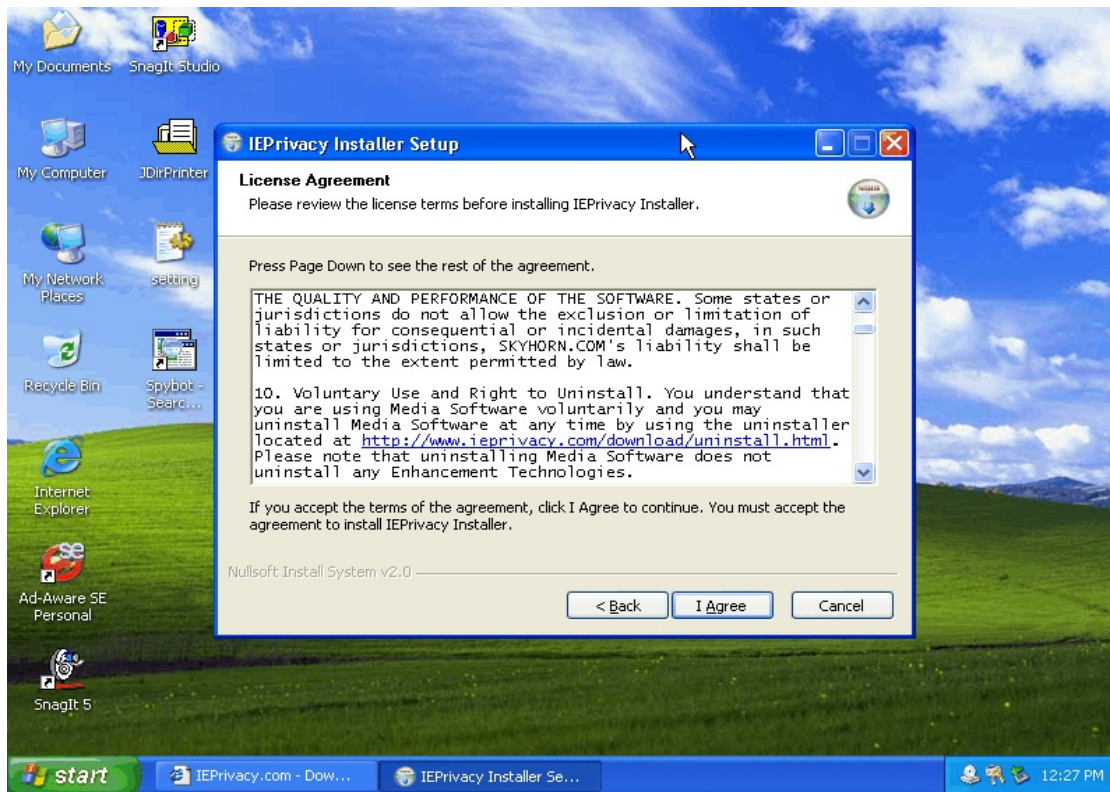 My Documents
SnagIt Studio
My Computer
JDirPrinter
My Network
Places
setting
Recycle Bin
Spybot -
Searc...
Internet
Explorer
Ad-Aware SE
Personal
SnagIt 5
IEPrivacy Installer Setup
License Agreement
Please review the license terms before installing IEPrivacy Installer.
Press Page Down to see the rest of the agreement.
THE QUALITY AND PERFORMANCE OF THE SOFTWARE. Some states or
jurisdictions do not allow the exclusion or limitation of
liability for consequential or incidental damages, in such
states or jurisdictions, SKYHORN.COM's liability shall be
limited to the extent permitted by law.
10. Voluntary Use and Right to Uninstall. You understand that
you are using Media Software voluntarily and you may
uninstall Media Software at any time by using the uninstaller
located at http://www.ieprivacy.com/download/uninstall.html.
Please note that uninstalling Media Software does not
uninstall any Enhancement Technologies.
If you accept the terms of the agreement, click I Agree to continue. You must accept the
agreement to install IEPrivacy Installer.
Nullsoft Install System v2.0
< Back
I Agree
Cancel
start
IEPrivacy.com - Dow...
IEPrivacy Installer Se...
12:27 PM